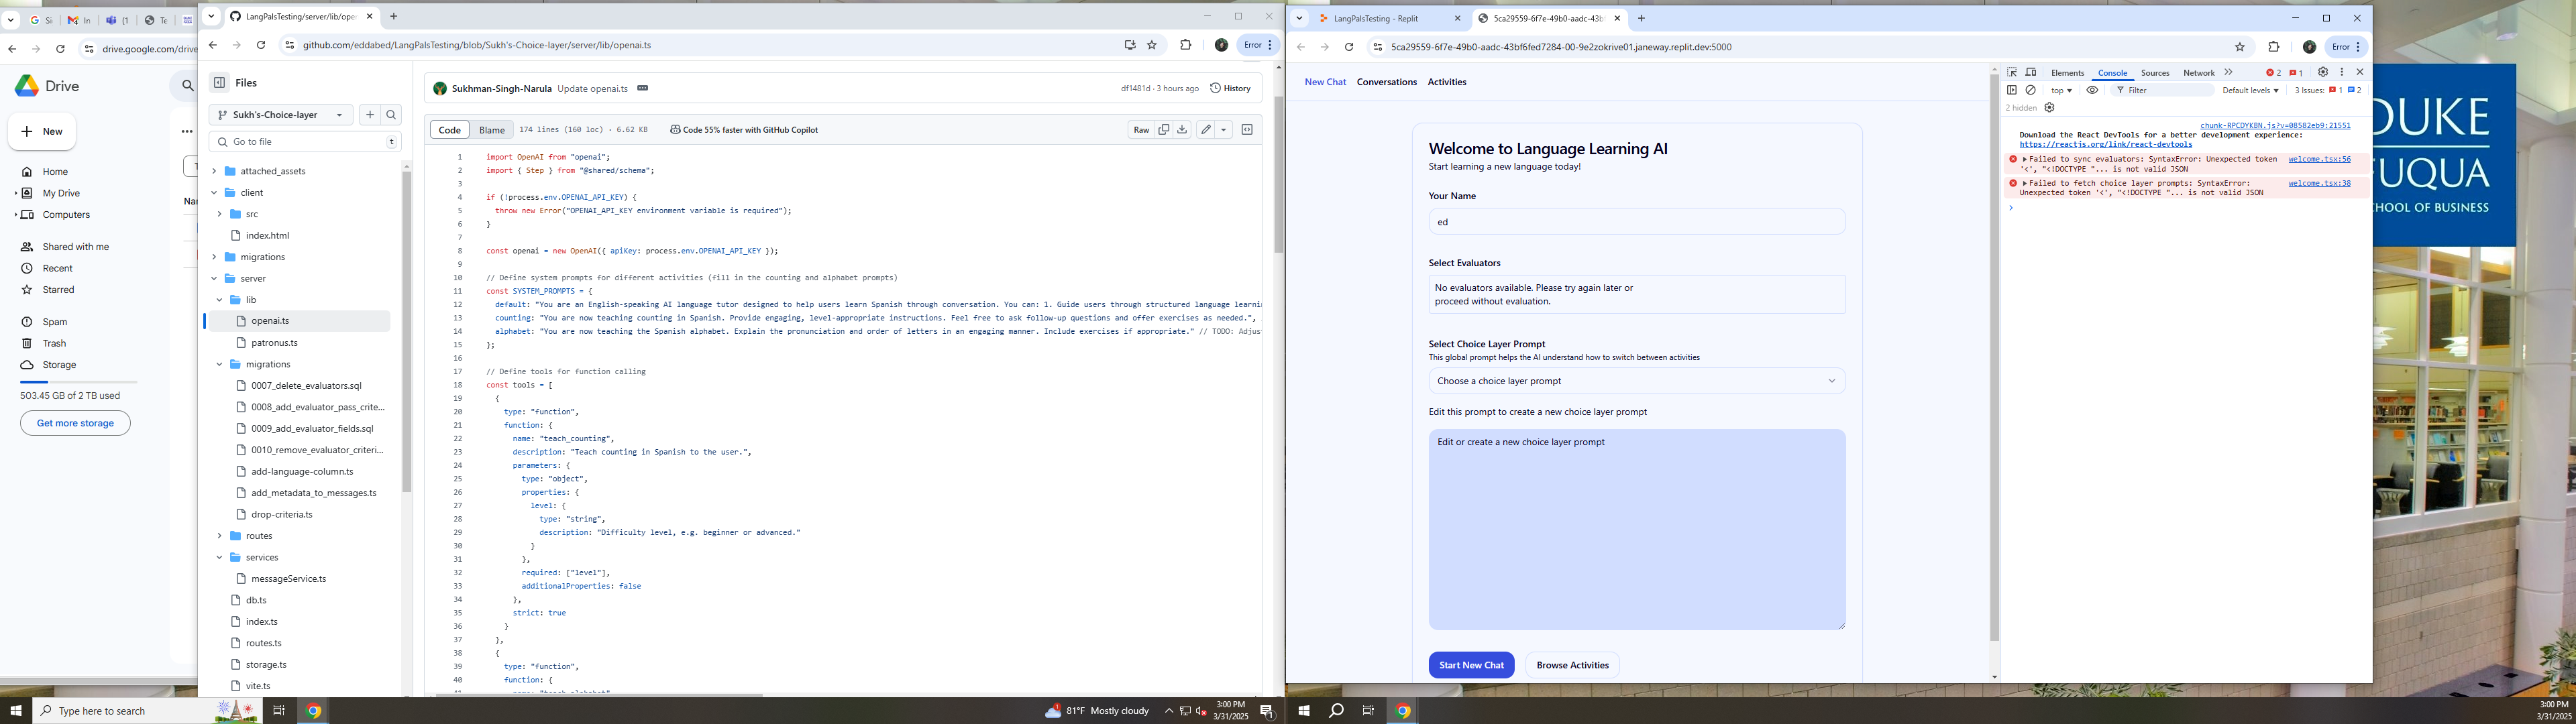 drive.google.com/drive
Drive
New
Home
My Drive
Computers
Shared with me
Recent
Starred
Spam
Trash
Storage
503.45 GB of 2 TB used
Get more storage
LangPalsTesting/server/lib/ope
github.com/eddabed/LangPalsTesting/blob/Sukh's-Choice-layer/server/lib/openai.ts
Error
Files
Sukh's-Choice-layer
Go to file
t
attached_assets
client
src
index.html
migrations
server
lib
openai.ts
patronus.ts
migrations
0007_delete_evaluators.sql
0008_add_evaluator_pass_crite...
0009_add_evaluator_fields.sql
0010_remove_evaluator_criteri...
add-language-column.ts
add_metadata_to_messages.ts
drop-criteria.ts
routes
services
messageService.ts
db.ts
index.ts
routes.ts
storage.ts
vite.ts
Sukhman-Singh-Narula Update openai.ts
df1481d · 3 hours ago
History
Code
Blame
174 lines (160 loc) · 6.62 KB
Code 55% faster with GitHub Copilot
Raw
1 import OpenAI from "openai";
2 import { Step } from "@shared/schema";
3
4 if (!process.env.OPENAI_API_KEY) {
5 throw new Error("OPENAI_API_KEY environment variable is required");
6 }
7
8 const openai = new OpenAI({ apiKey: process.env.OPENAI_API_KEY });
9
10 // Define system prompts for different activities (fill in the counting and alphabet prompts)
11 const SYSTEM_PROMPTS = {
12 default: "You are an English-speaking AI language tutor designed to help users learn Spanish through conversation. You can: 1. Guide users through structured language learni
13 counting: "You are now teaching counting in Spanish. Provide engaging, level-appropriate instructions. Feel free to ask follow-up questions and offer exercises as needed.",
14 alphabet: "You are now teaching the Spanish alphabet. Explain the pronunciation and order of letters in an engaging manner. Include exercises if appropriate." // TODO: Adjus
15 };
16
17 // Define tools for function calling
18 const tools = [
19 {
20 type: "function",
21 function: {
22 name: "teach_counting",
23 description: "Teach counting in Spanish to the user.",
24 parameters: {
25 type: "object",
26 properties: {
27 level: {
28 type: "string",
29 description: "Difficulty level, e.g. beginner or advanced."
30 }
31 },
32 required: ["level"],
33 additionalProperties: false
34 },
35 strict: true
36 }
37 },
38 {
39 type: "function",
40 function: {
Type here to search
81°F Mostly cloudy
3:00 PM
3/31/2025
LangPalsTesting - Replit
5ca29559-6f7e-49b0-aadc-43b
5ca29559-6f7e-49b0-aadc-43bf6fed7284-00-9e2zokrive01.janeway.replit.dev:5000
Error
New Chat
Conversations
Activities
Welcome to Language Learning AI
Start learning a new language today!
Your Name
ed
Select Evaluators
No evaluators available. Please try again later or
proceed without evaluation.
Select Choice Layer Prompt
This global prompt helps the AI understand how to switch between activities
Choose a choice layer prompt
Edit this prompt to create a new choice layer prompt
Edit or create a new choice layer prompt
Start New Chat
Browse Activities
Elements
Console
Sources
Network
2
1
top
Filter
Default levels
3 Issues:
1
2
2 hidden
chunk-RPCDYKBN.js?v=08582eb9:21551
Download the React DevTools for a better development experience:
https://reactjs.org/link/react-devtools
Failed to sync evaluators: SyntaxError: Unexpected token welcome.tsx:56
'<', "<!DOCTYPE "... is not valid JSON
Failed to fetch choice layer prompts: SyntaxError: welcome.tsx:38
Unexpected token '<', "<!DOCTYPE "... is not valid JSON
DUKE
FUQUA
SCHOOL OF BUSINESS
3:00 PM
3/31/2025